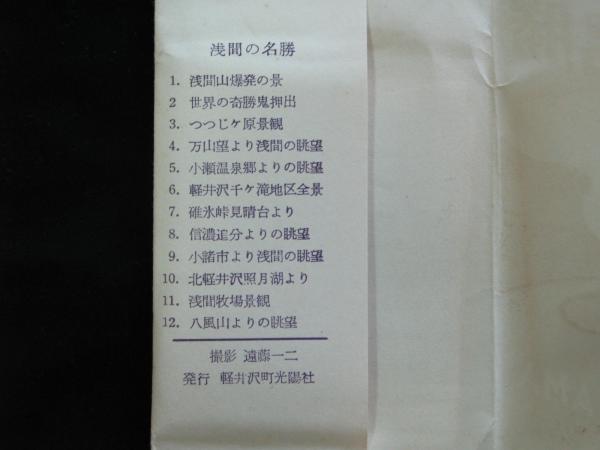 浅間の名勝
1. 浅間山爆発の景
2 世界の奇勝鬼押出
3. つつじケ原景観
4. 万山望より浅間の眺望
5. 小瀬温泉郷よりの眺望
6. 軽井沢千ケ滝地区全景
7. 碓氷峠見晴台より
8. 信濃追分よりの眺望
9. 小諸市より浅間の眺望
10. 北軽井沢照月湖より
11. 浅間牧場景観
12. 八風山よりの眺望
撮影 遠藤一二
発行 軽井沢町光陽社